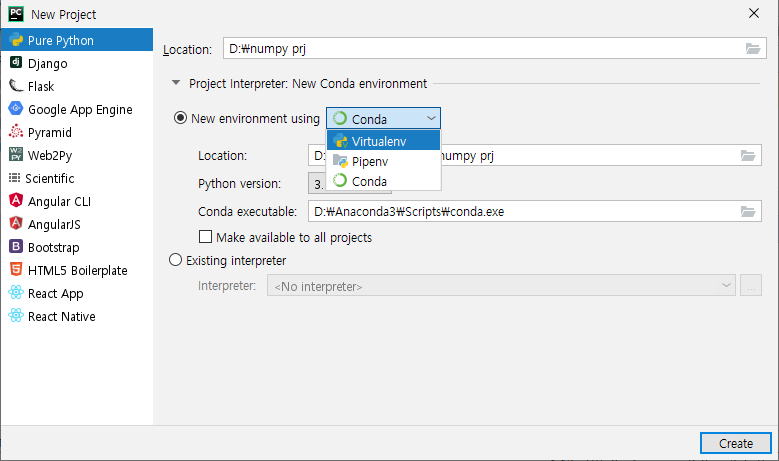 New Project
Pure Python
Django
Flask
Google App Engine
Pyramid
Web2Py
Scientific
Angular CLI
AngularJS
Bootstrap
HTML5 Boilerplate
React App
React Native
Location: D:₩numpy prj
Project Interpreter: New Conda environment
New environment using Conda
Virtualenv
Pipenv
Conda
Location: D: numpy prj
Python version: 3.
Conda executable: D:₩Anaconda3₩Scripts₩conda.exe
Make available to all projects
Existing interpreter
Interpreter: <No interpreter> ...
Create